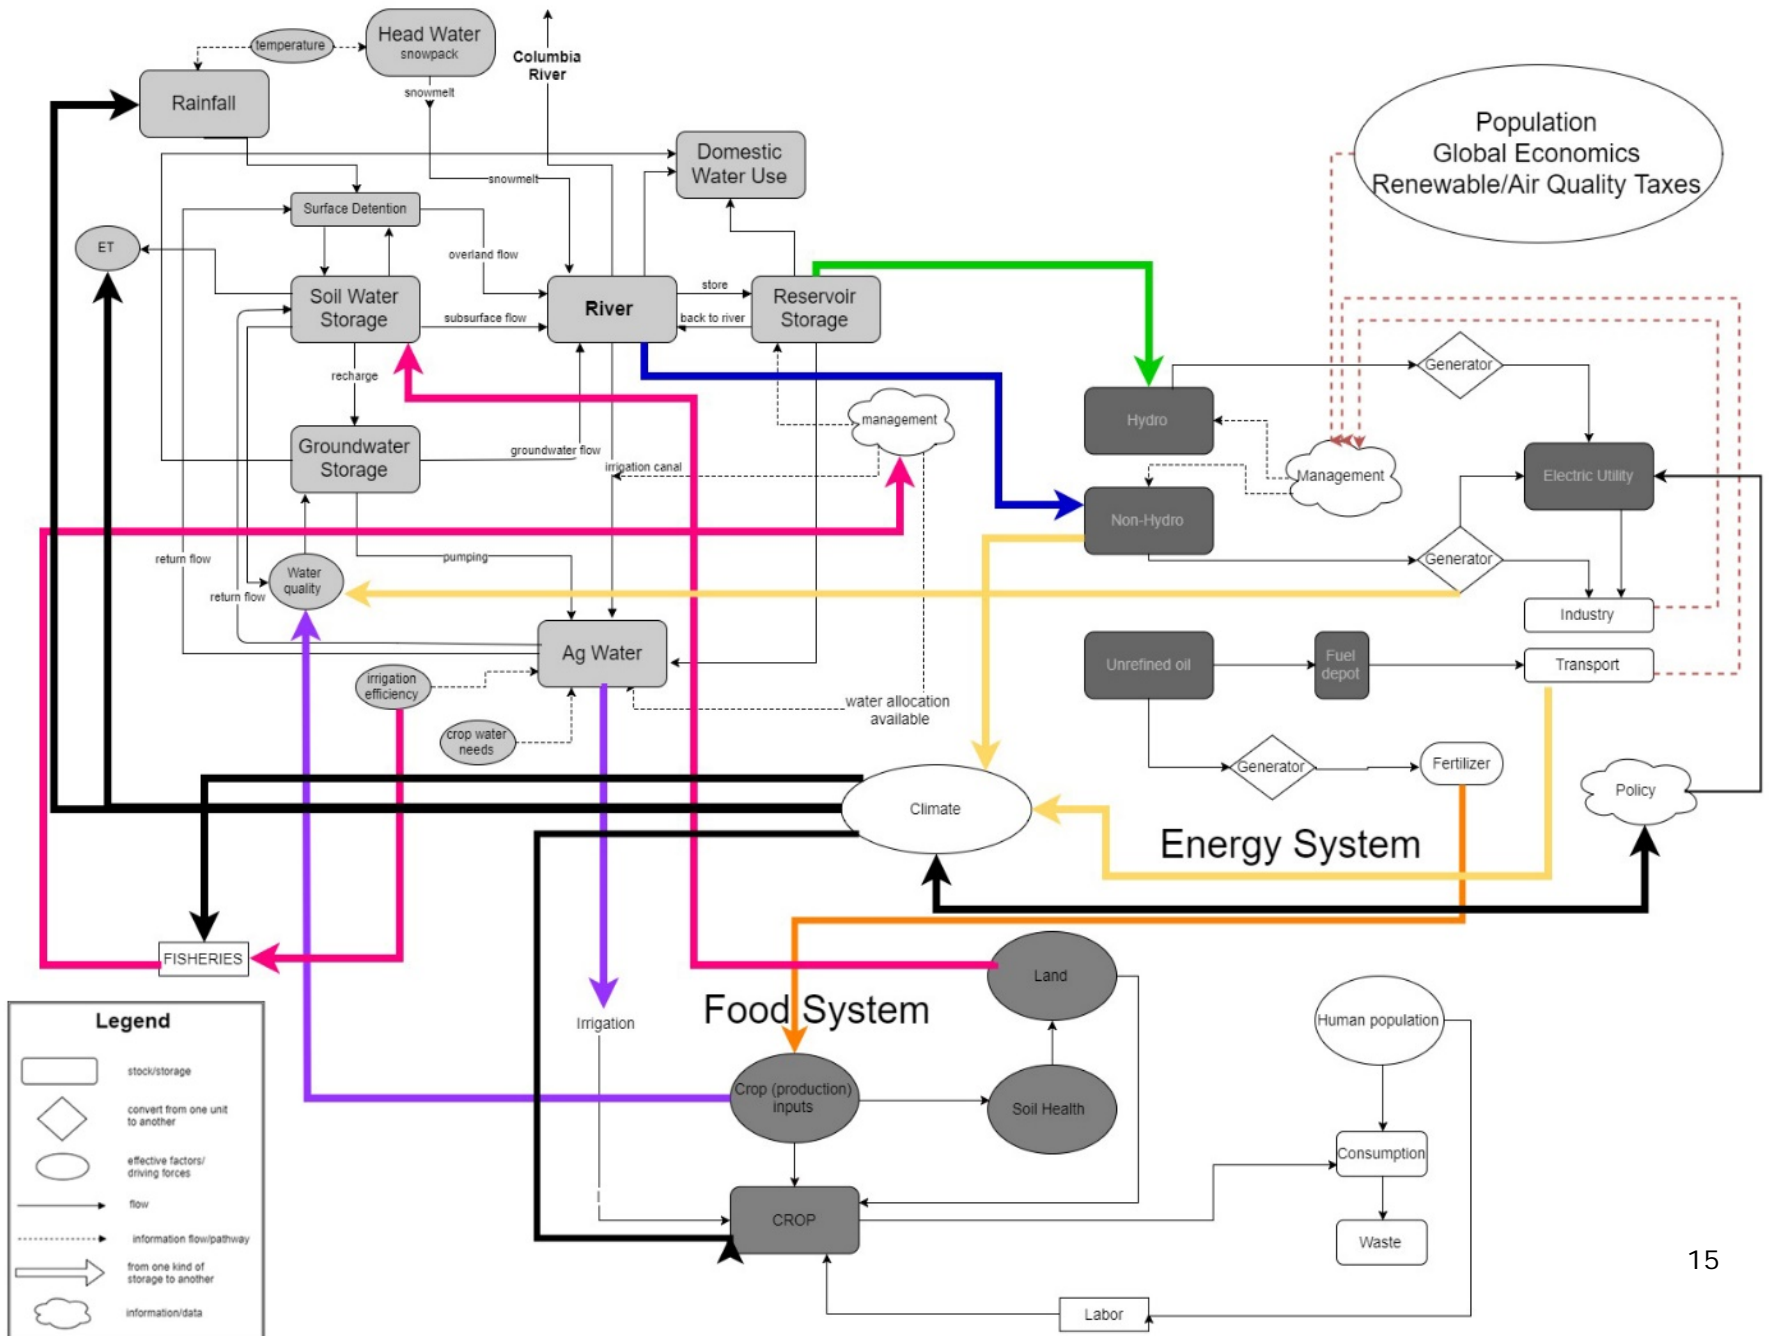 temperature
Head Water
snowpack
Columbia
River
Rainfall
snowmelt
Domestic
Water Use
snowmelt
Surface Detention
ET
overland flow
Soil Water
Storage
subsurface flow
River
store
back to river
Reservoir
Storage
recharge
Groundwater
Storage
groundwater flow
irrigation canal
management
return flow
return flow
Water
quality
pumping
Ag Water
irrigation
efficiency
crop water
needs
water allocation
available
Population
Global Economics
Renewable/Air Quality Taxes
Generator
Hydro
Management
Electric Utility
Non-Hydro
Generator
Industry
Unrefined oil
Fuel
depot
Transport
Generator
Fertilizer
Policy
Climate
Energy System
FISHERIES
Irrigation
Food System
Land
Crop (production)
inputs
Soil Health
CROP
Human population
Consumption
Waste
Labor
Legend
stock/storage
convert from one unit
to another
effective factors/
driving forces
flow
information flow/pathway
from one kind of
storage to another
information/data
15